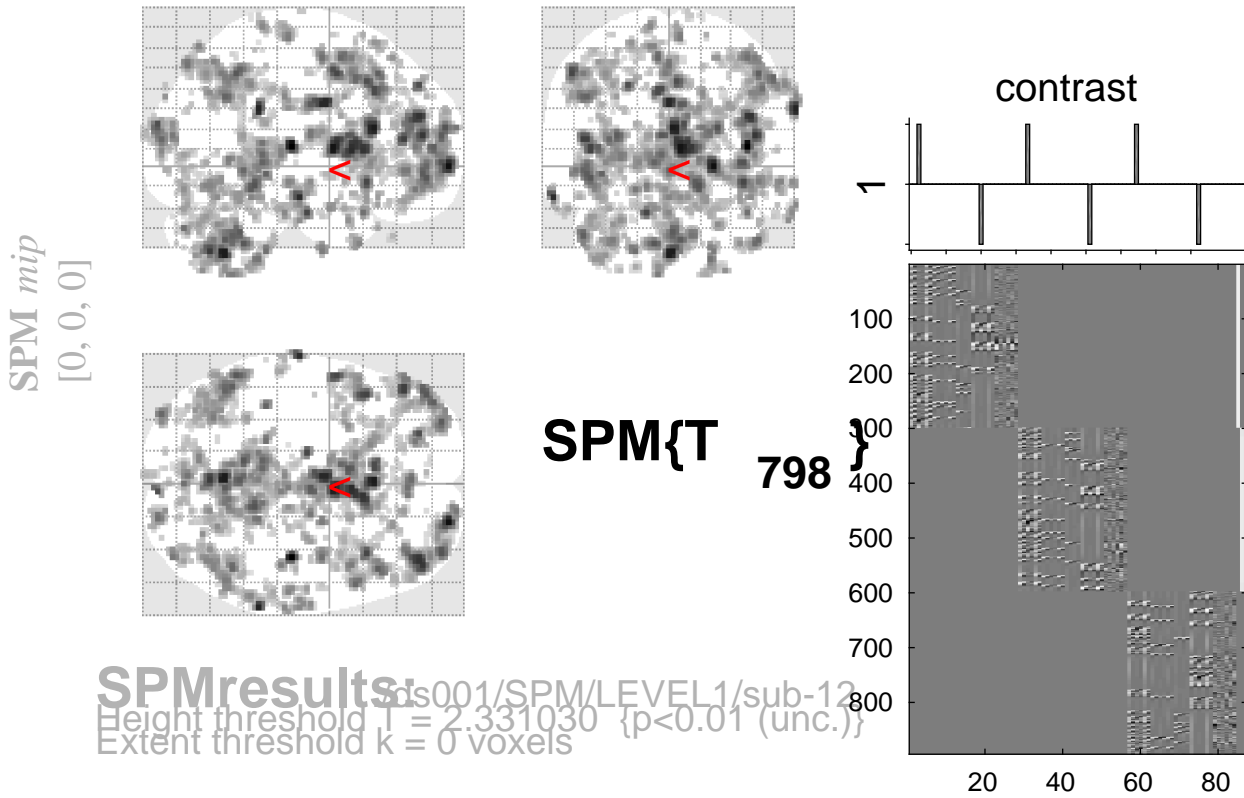 SPM mip
[0, 0, 0]
<
<
<
SPM{T798}
contrast
1
100
200
300
400
500
600
700
800
20 40 60 80
SPMresults: /ds001/SPM/LEVEL1/sub-12
Height threshold T = 2.331030 {p<0.01 (unc.)}
Extent threshold k = 0 voxels